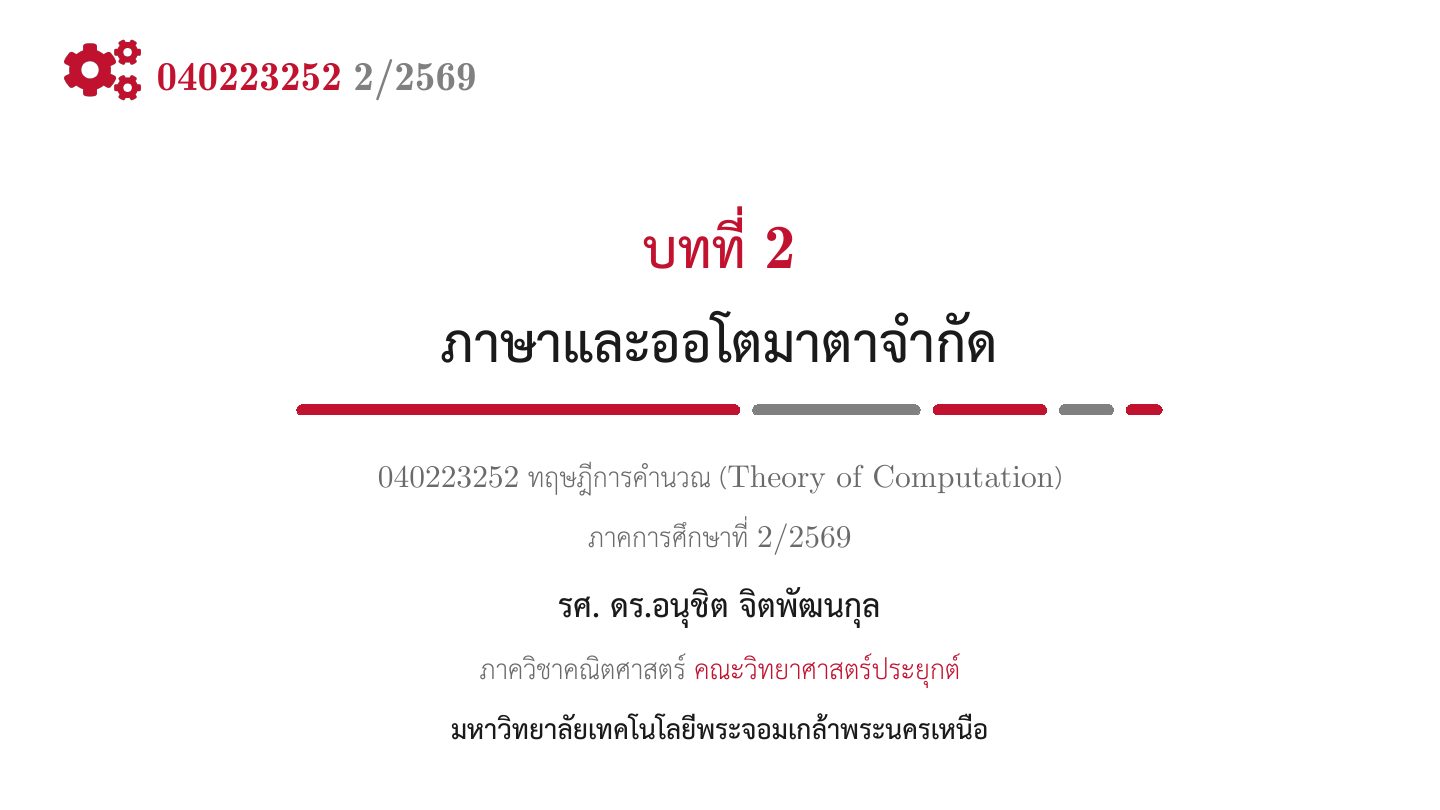 040223252 2/2569
บทที่ 2
ภาษาและออโตมาตาจำกัด
040223252 ทฤษฎีการคำนวณ (Theory of Computation)
ภาคการศึกษาที่ 2/2569
รศ. ดร.อนุชิต จิตพัฒนกุล
ภาควิชาคณิตศาสตร์ คณะวิทยาศาสตร์ประยุกต์
มหาวิทยาลัยเทคโนโลยีพระจอมเกล้าพระนครเหนือ